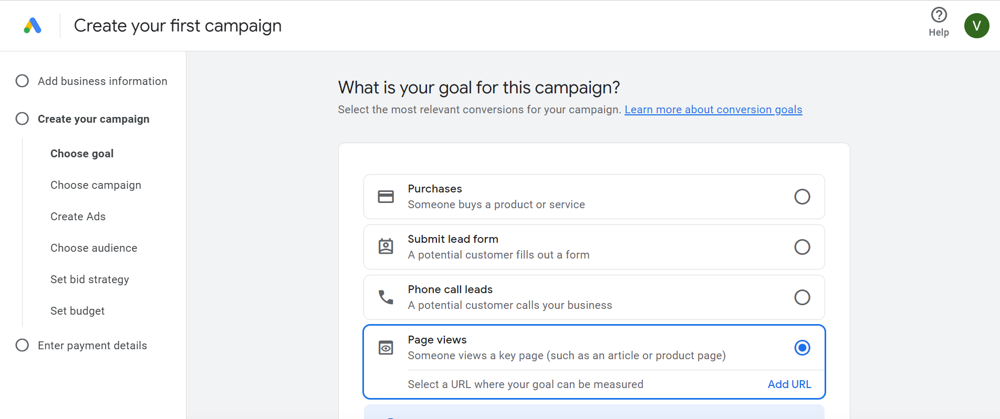 Create your first campaign
Help
V
Add business information
Create your campaign
Choose goal
Choose campaign
Create Ads
Choose audience
Set bid strategy
Set budget
Enter payment details
What is your goal for this campaign?
Select the most relevant conversions for your campaign. Learn more about conversion goals
Purchases
Someone buys a product or service
Submit lead form
A potential customer fills out a form
Phone call leads
A potential customer calls your business
Page views
Someone views a key page (such as an article or product page)
Select a URL where your goal can be measured
Add URL